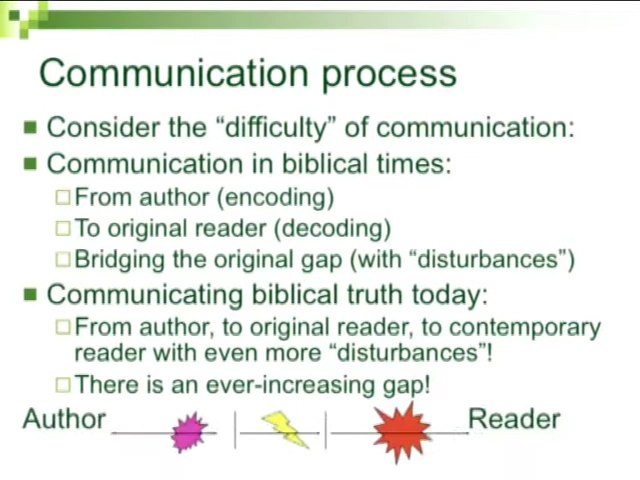 Communication process
Consider the “difficulty” of communication:
Communication in biblical times:
From author (encoding)
To original reader (decoding)
Bridging the original gap (with “disturbances”)
Communicating biblical truth today:
From author, to original reader, to contemporary
reader with even more “disturbances”!
There is an ever-increasing gap!
Author Reader